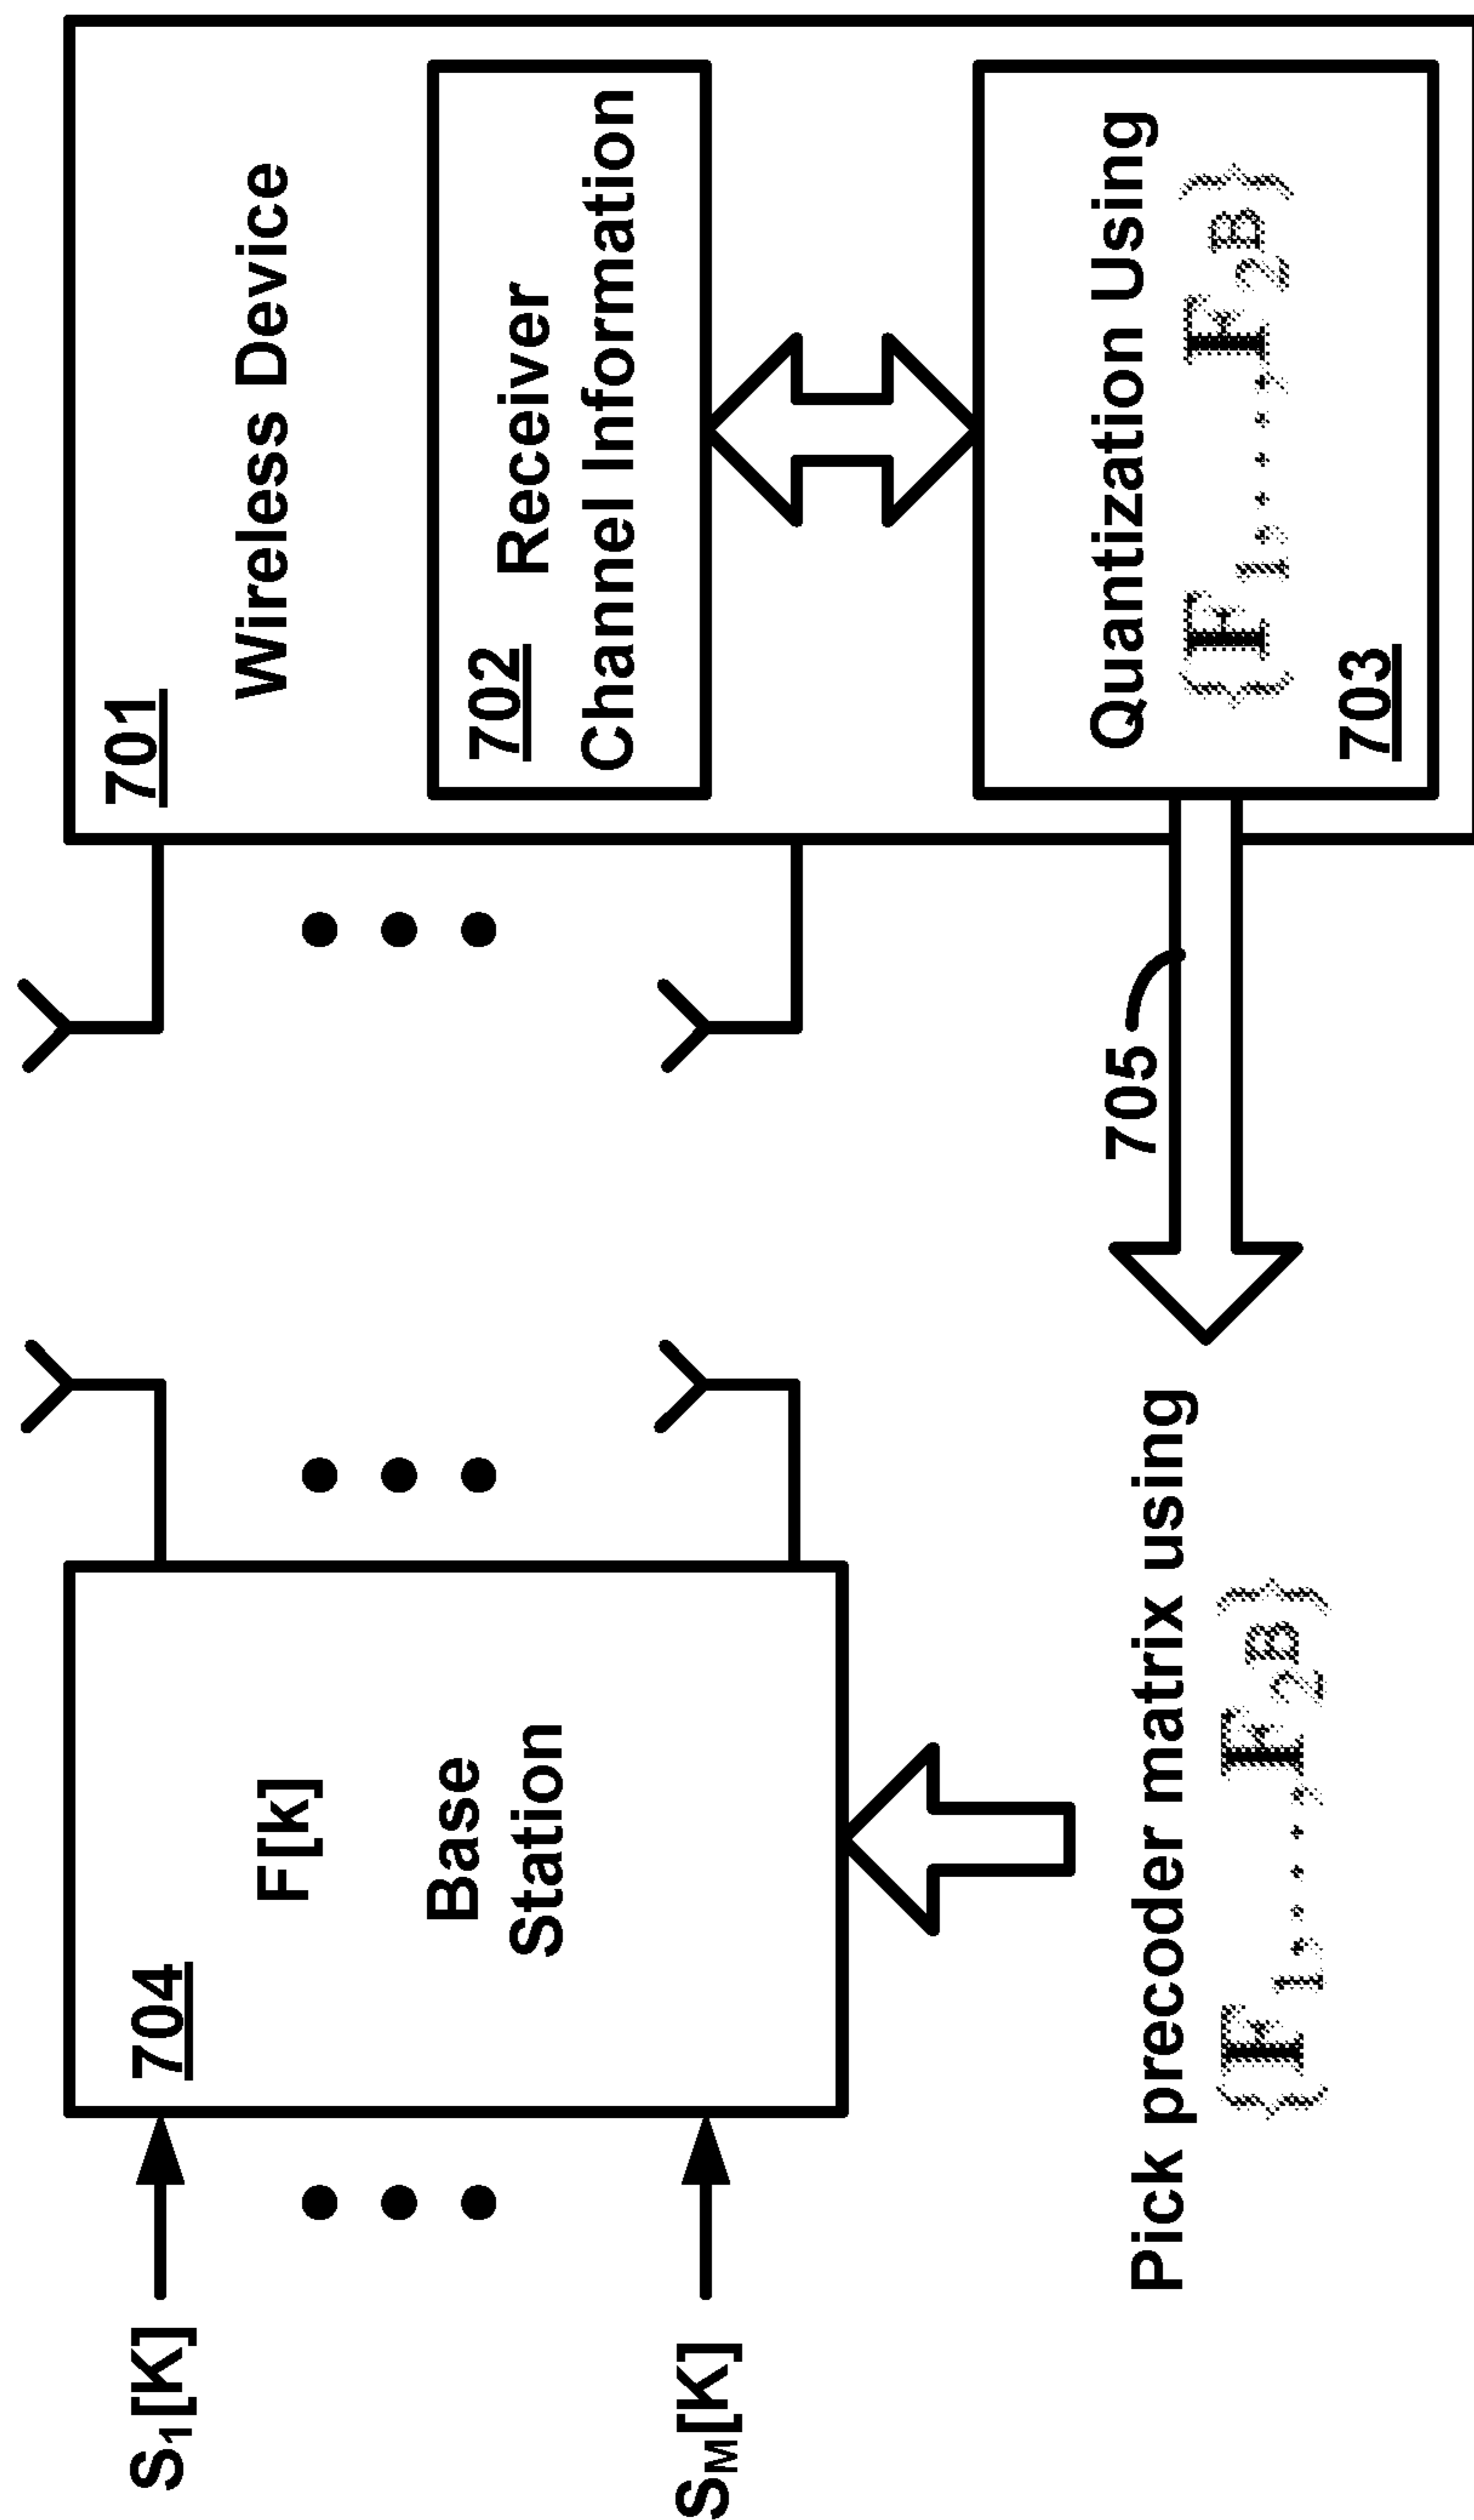 S1[K]
SM[K]
704
F[k]
Base
Station
Pick precoder matrix using
{F1, . . . , F2B}
705
701
Wireless Device
702
Receiver
Channel Information
Quantization Using
{F1, . . . , F2B}
703